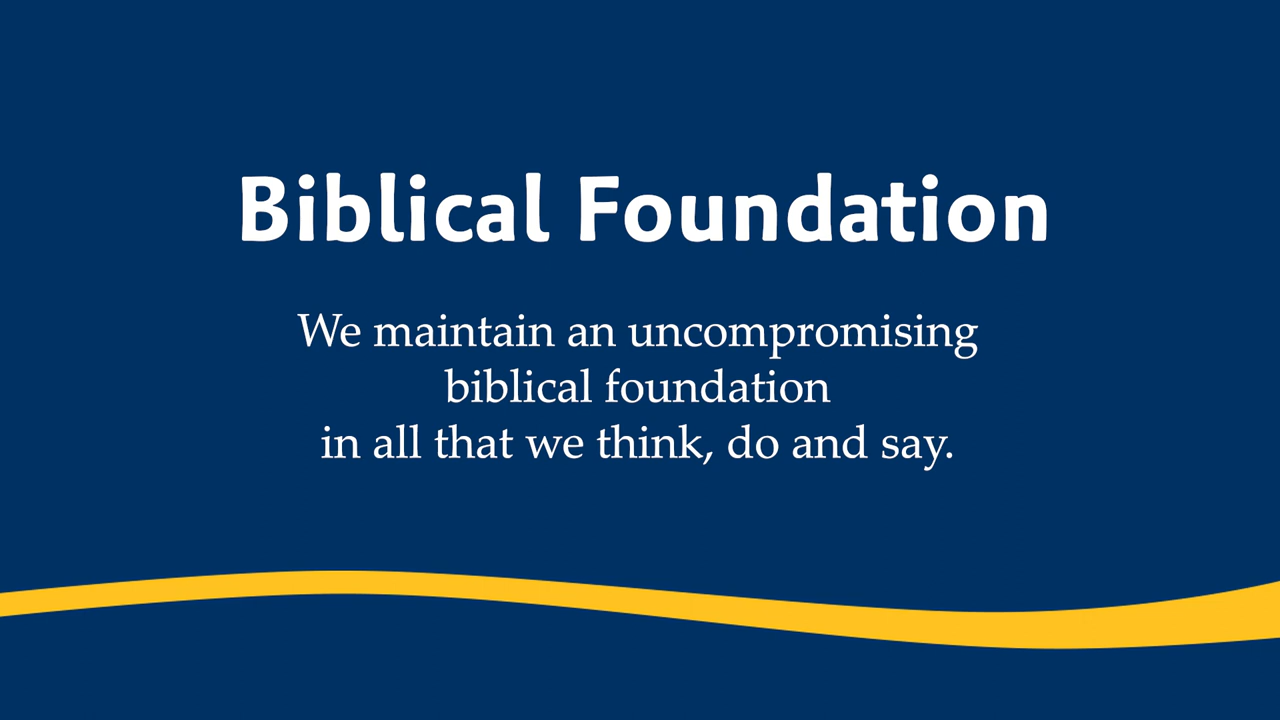 Biblical Foundation
We maintain an uncompromising
biblical foundation
in all that we think, do and say.